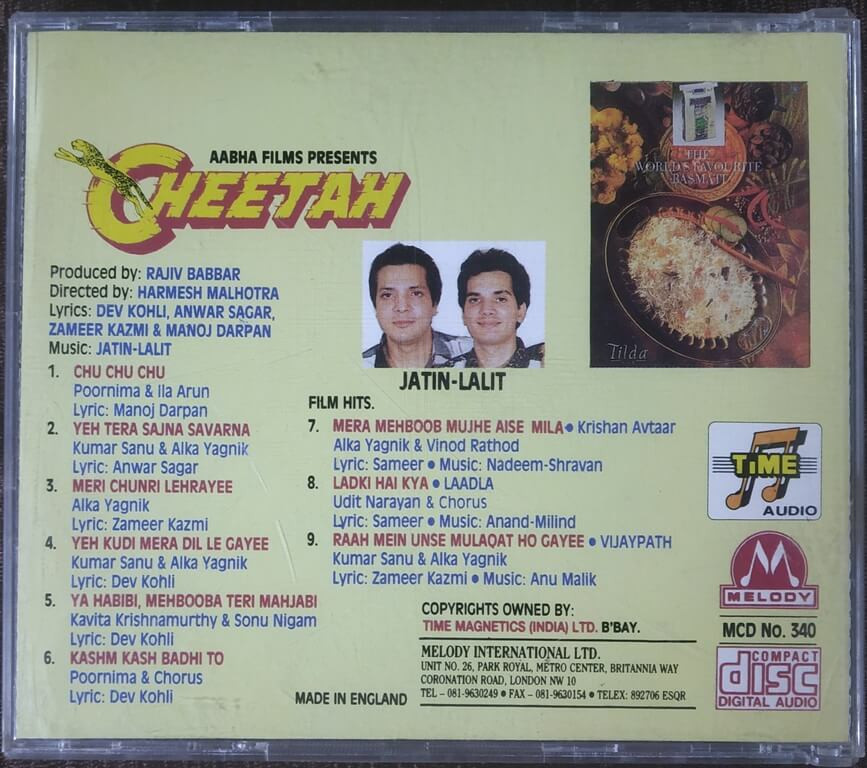 AABHA FILMS PRESENTS
CHEETAH
Produced by: RAJIV BABBAR
Directed by: HARMESH MALHOTRA
Lyrics: DEV KOHLI, ANWAR SAGAR,
ZAMEER KAZMI & MANOJ DARPAN
Music: JATIN-LALIT
1. CHU CHU CHU
Poornima & Ila Arun
Lyric: Manoj Darpan
2. YEH TERA SAJNA SAVARNA
Kumar Sanu & Alka Yagnik
Lyric: Anwar Sagar
3. MERI CHUNRI LEHRAYEE
Alka Yagnik
Lyric: Zameer Kazmi
4. YEH KUDI MERA DIL LE GAYEE
Kumar Sanu & Alka Yagnik
Lyric: Dev Kohli
5. YA HABIBI, MEHBOOBA TERI MAHJABI
Kavita Krishnamurthy & Sonu Nigam
Lyric: Dev Kohli
6. KASHM KASH BADHI TO
Poornima & Chorus
Lyric: Dev Kohli
JATIN-LALIT
FILM HITS.
7. MERA MEHBOOB MUJHE AISE MILA • Krishan Avtaar
Alka Yagnik & Vinod Rathod
Lyric: Sameer • Music: Nadeem-Shravan
8. LADKI HAI KYA • LAADLA
Udit Narayan & Chorus
Lyric: Sameer • Music: Anand-Milind
9. RAAH MEIN UNSE MULAQAT HO GAYEE • VIJAYPATH
Kumar Sanu & Alka Yagnik
Lyric: Zameer Kazmi • Music: Anu Malik
COPYRIGHTS OWNED BY:
TIME MAGNETICS (INDIA) LTD. B'BAY.
MELODY INTERNATIONAL LTD.
UNIT NO. 26, PARK ROYAL, METRO CENTER, BRITANNIA WAY
CORONATION ROAD, LONDON NW 10
TEL – 081-9630249 • FAX – 081-9630154 • TELEX: 892706 ESQR
MADE IN ENGLAND
THE
WORLD'S FAVOURITE
BASMATI
Tilda
TIME
AUDIO
MELODY
MCD No. 340
COMPACT
disc
DIGITAL AUDIO